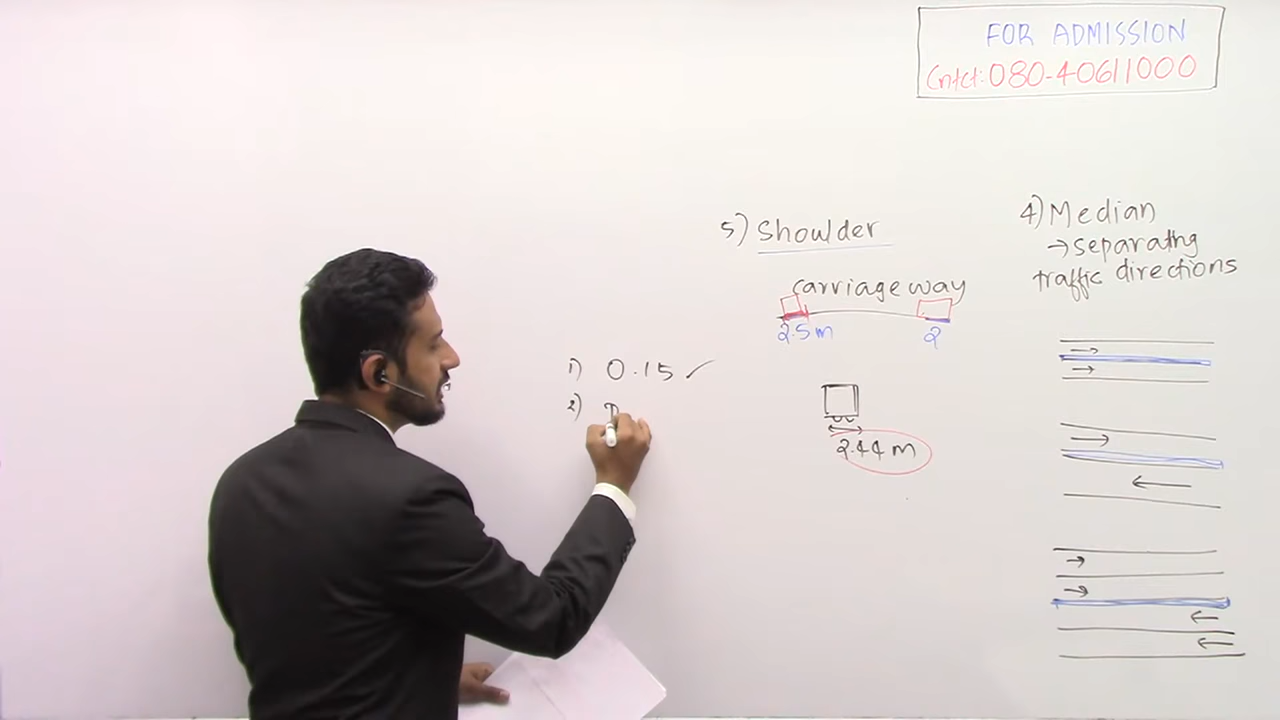 FOR ADMISSION
Cntct: 080-40611000
5) Shoulder
carriage way
2.5m
2
2.44 m
1) 0.15 ✓
2)
4) Median
→ separating
traffic directions